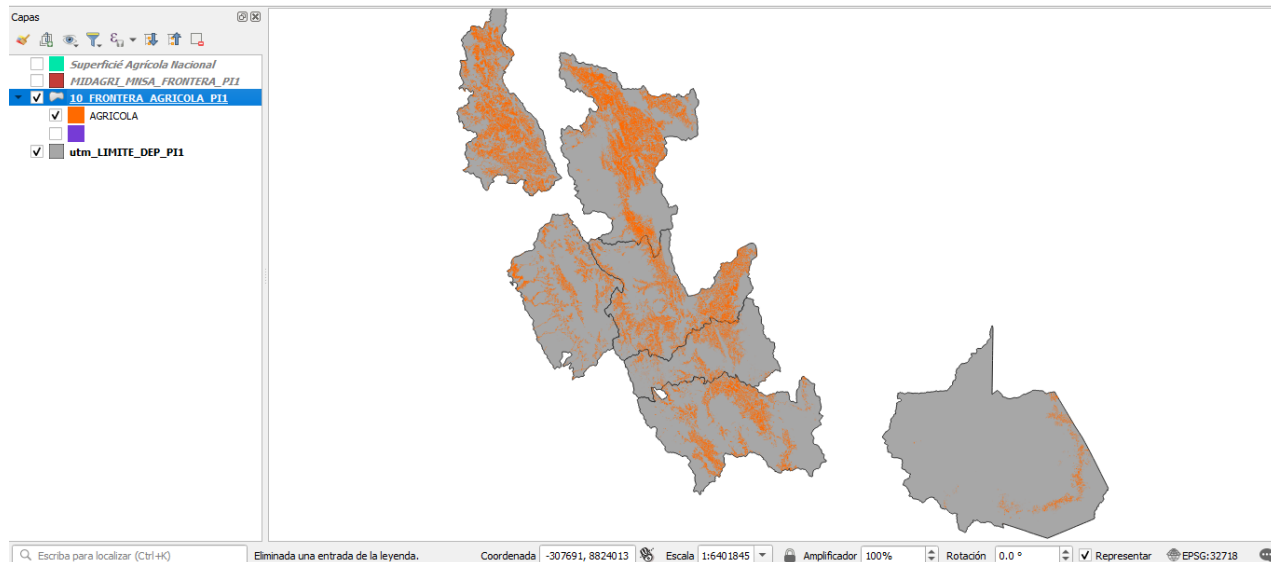 Capas
Superficié Agrícola Nacional
MIDAGRI_MNSA_FRONTERA_PI1
10_FRONTERA_AGRICOLA_PI1
AGRICOLA
utm_LIMITE_DEP_PI1
Escriba para localizar (Ctrl+K) Eliminada una entrada de la leyenda. Coordenada -307691, 8824013 Escala 1:6401845 Amplificador 100% Rotación 0.0 ° Representar EPSG:32718